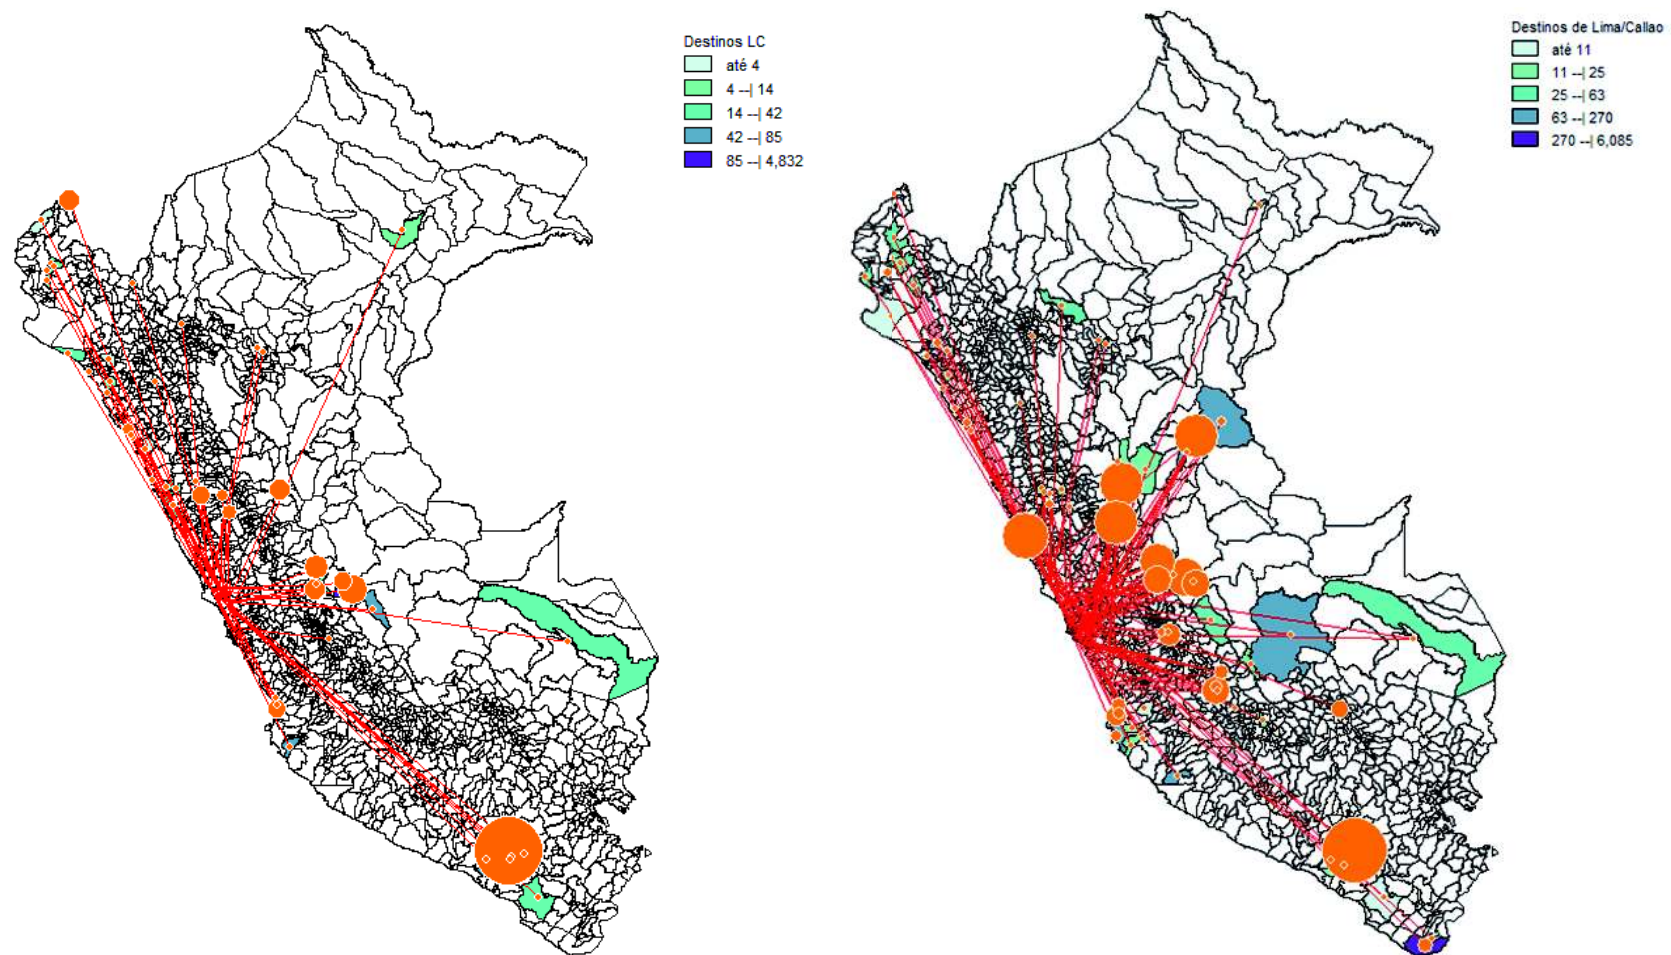 Destinos LC
até 4
4 --| 14
14 --| 42
42 --| 85
85 --| 4,832
Destinos de Lima/Callao
até 11
11 --| 25
25 --| 63
63 --| 270
270 --| 6,085